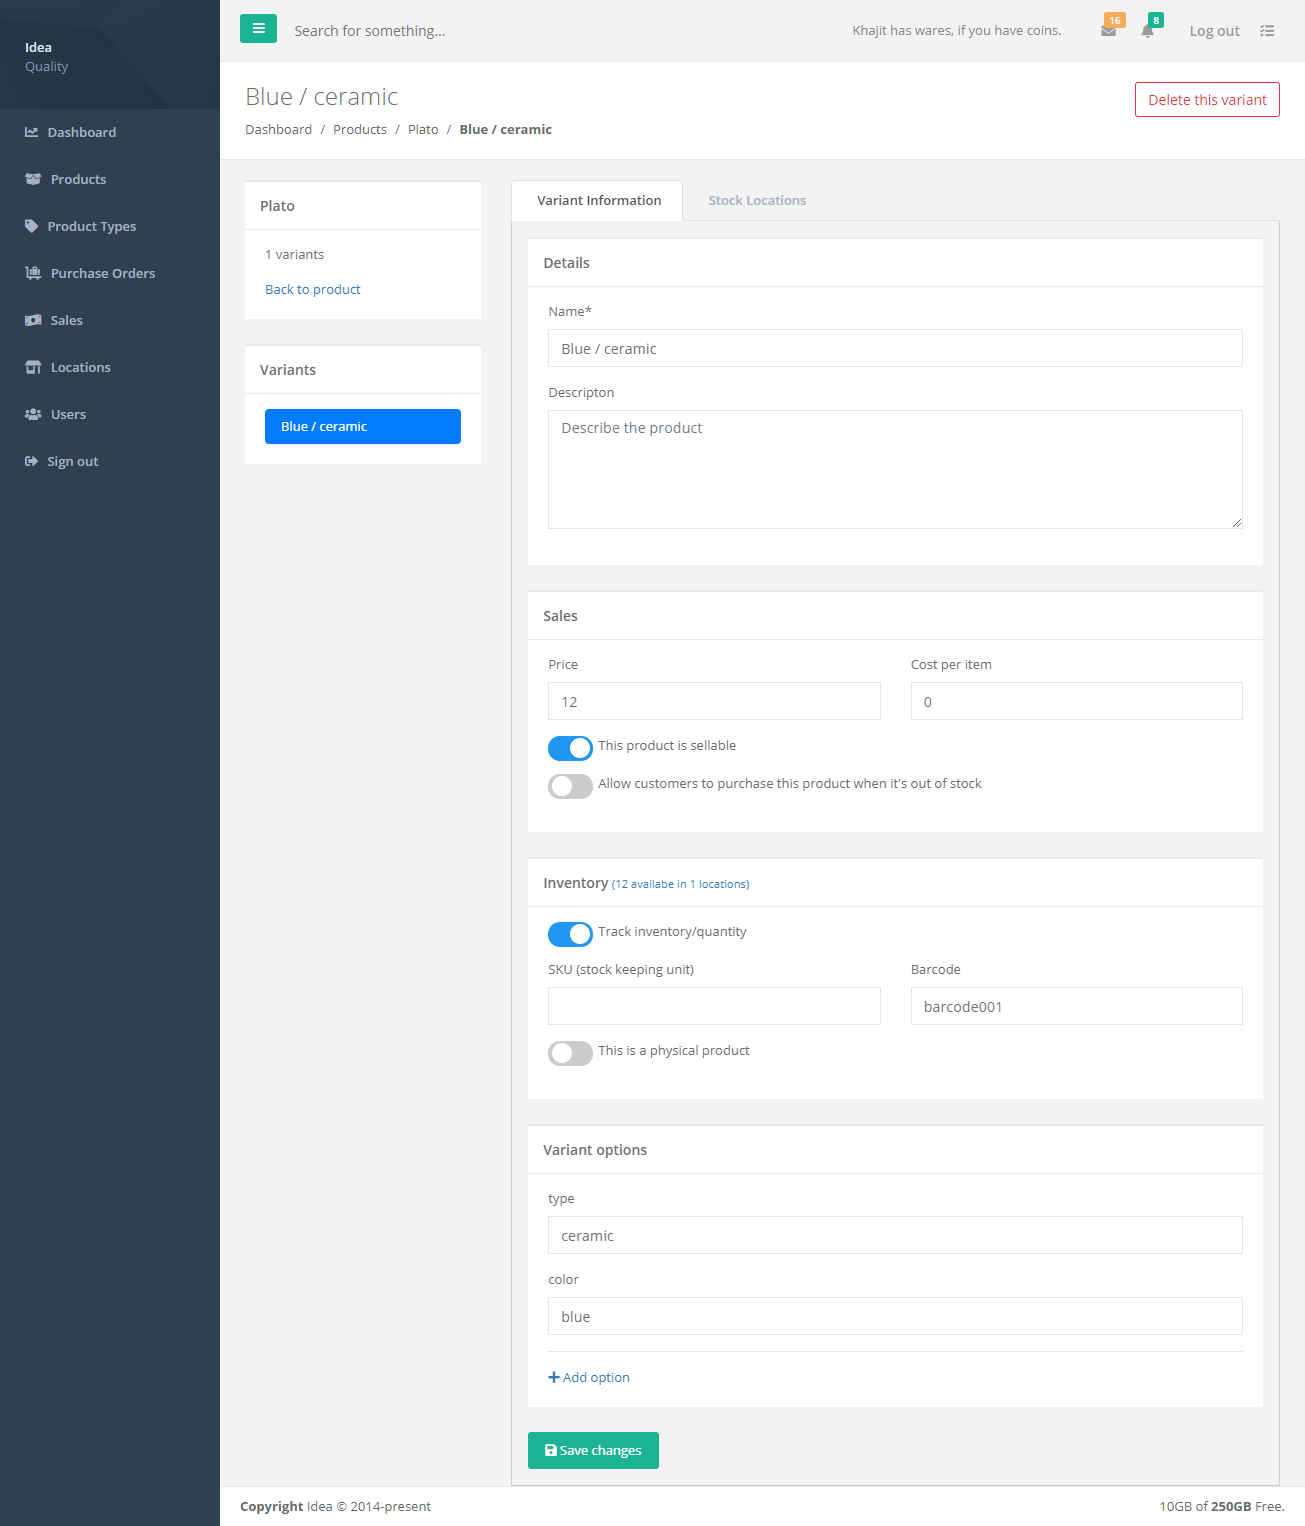 Idea
Quality
Dashboard
Products
Product Types
Purchase Orders
Sales
Locations
Users
Sign out
Search for something...
Khajit has wares, if you have coins.
16
8
Log out
Blue / ceramic
Dashboard / Products / Plato / Blue / ceramic
Delete this variant
Plato
1 variants
Back to product
Variants
Blue / ceramic
Variant Information
Stock Locations
Details
Name*
Blue / ceramic
Descripton
Describe the product
Sales
Price
Cost per item
12
0
This product is sellable
Allow customers to purchase this product when it's out of stock
Inventory (12 availabe in 1 locations)
Track inventory/quantity
SKU (stock keeping unit)
Barcode
barcode001
This is a physical product
Variant options
type
ceramic
color
blue
Add option
Save changes
Copyright Idea © 2014-present
10GB of 250GB Free.